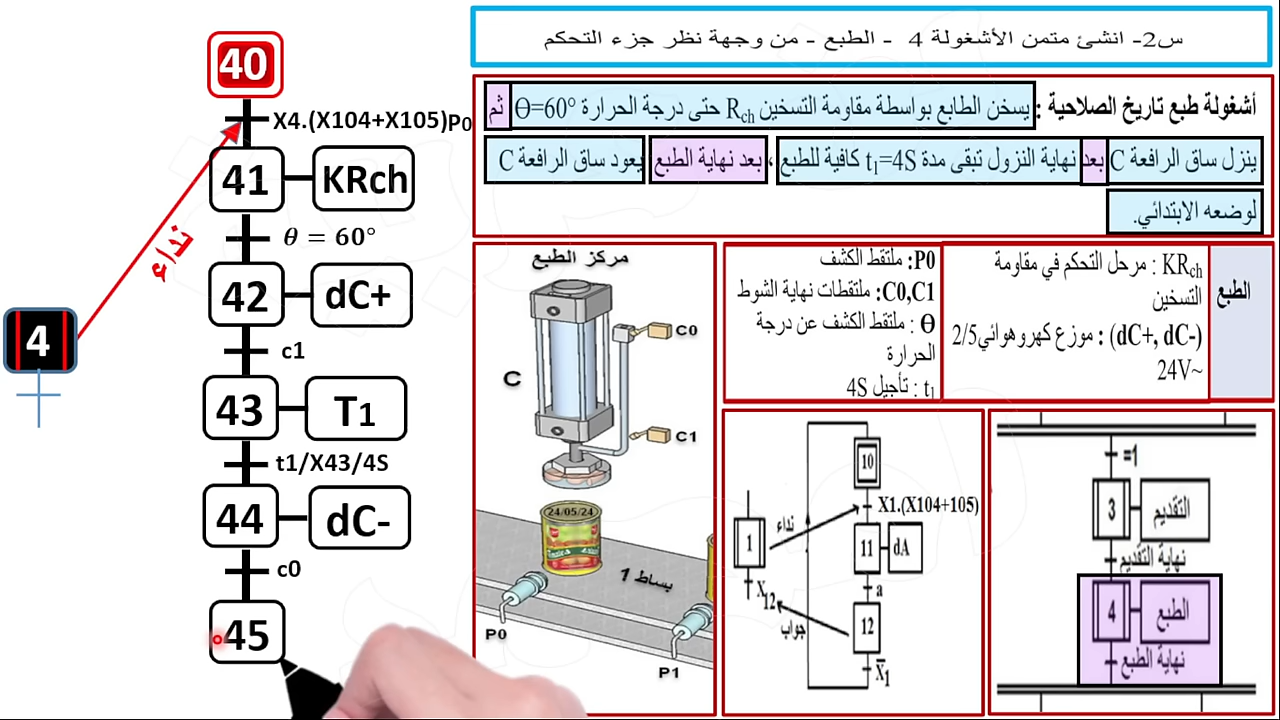 س2- انشئ متمن الأشغولة 4 - الطبع - من وجهة نظر جزء التحكم
أشغولة طبع تاريخ الصلاحية : يسخن الطابع بواسطة مقاومة التسخين Rch حتى درجة الحرارة Θ=60° ثم
ينزل ساق الرافعة C بعد نهاية النزول تبقى مدة t1=4S كافية للطبع ، بعد نهاية الطبع يعود ساق الرافعة C
لوضعه الابتدائي.
40
X4.(X104+X105)P0
41
KRch
θ = 60°
42
dC+
c1
43
T1
t1/X43/4S
44
dC-
c0
45
نداء
4
مركز الطبع
C0
C
C1
24/05/24
بساط 1
P0
P1
P0: ملتقط الكشف
C0,C1: ملتقطات نهاية الشوط
Θ : ملتقط الكشف عن درجة
الحرارة
t1 : تأجيل 4S
الطبع
KRch : مرحل التحكم في مقاومة
التسخين
(dC+, dC-) : موزع كهروهوائي2/5
24V~
10
X1.(X104+105)
نداء
1
11
dA
a
X12
جواب
12
X̅1
=1
3
التقديم
نهاية التقديم
4
الطبع
نهاية الطبع